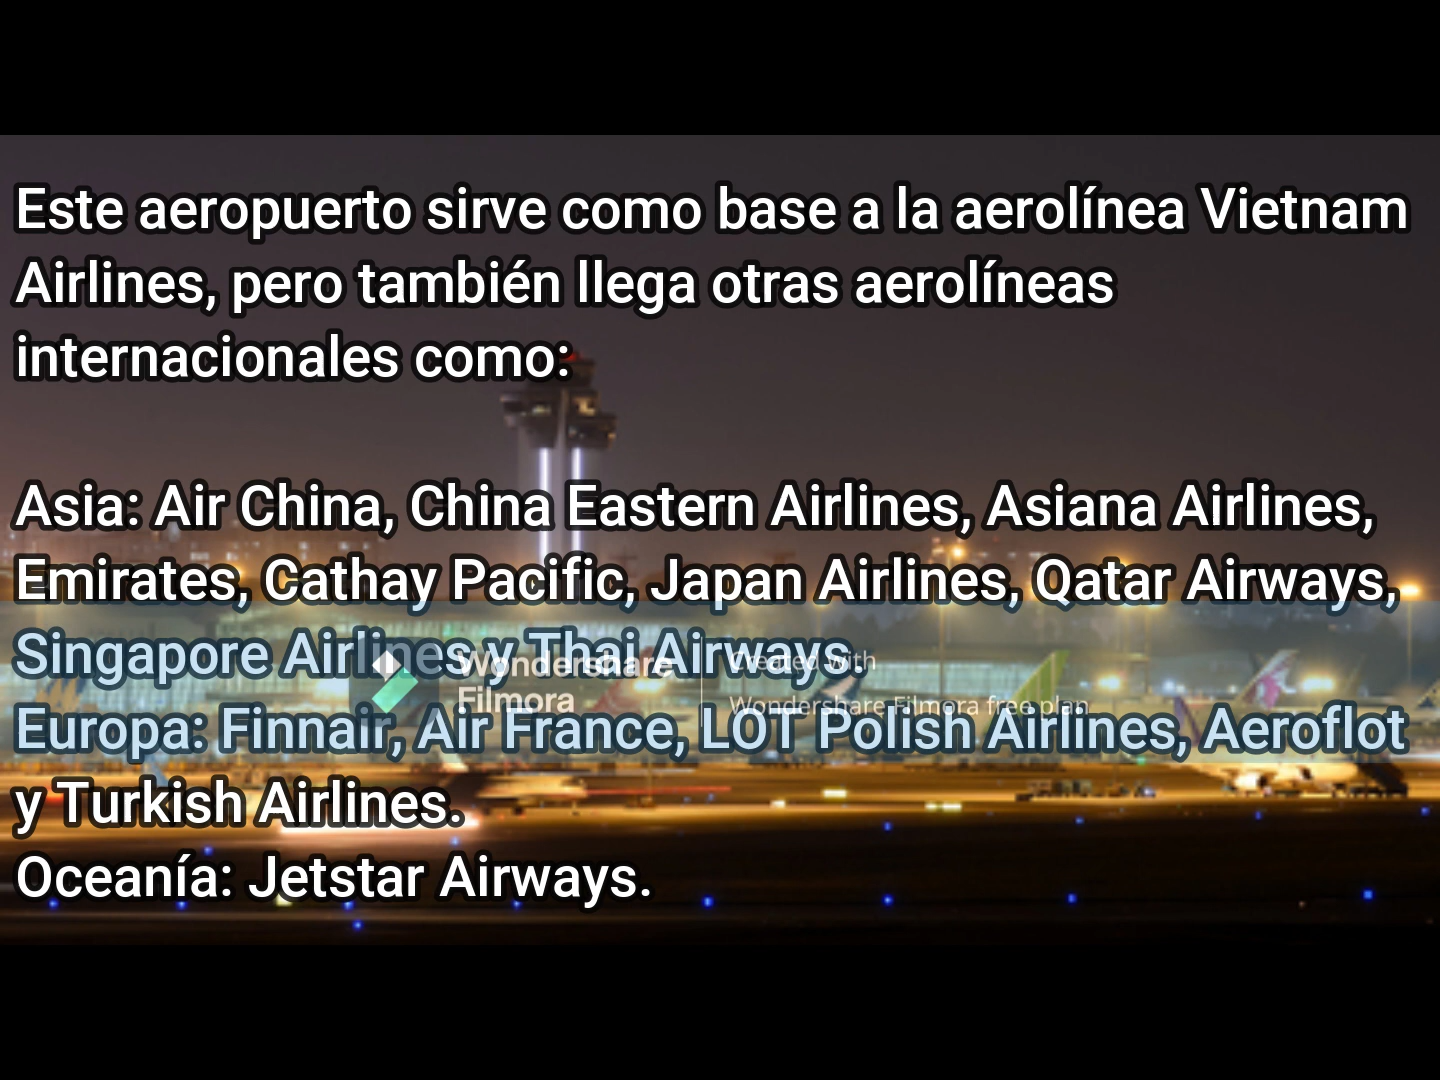 Este aeropuerto sirve como base a la aerolínea Vietnam
Airlines, pero también llega otras aerolíneas
internacionales como:
Asia: Air China, China Eastern Airlines, Asiana Airlines,
Emirates, Cathay Pacific, Japan Airlines, Qatar Airways,
Singapore Airlines y Thai Airways.
Wondershare
Filmora
Created with
Wondershare Filmora free plan
Europa: Finnair, Air France, LOT Polish Airlines, Aeroflot
y Turkish Airlines.
Oceanía: Jetstar Airways.